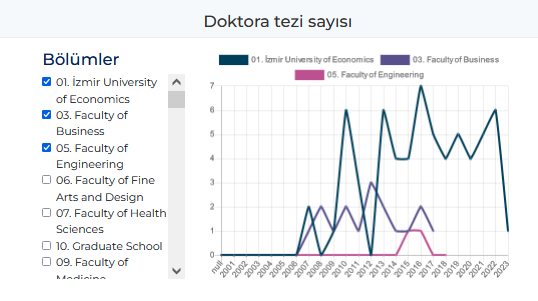 Doktora tezi sayısı
Bölümler
01. İzmir University
of Economics
03. Faculty of
Business
05. Faculty of
Engineering
06. Faculty of Fine
Arts and Design
07. Faculty of Health
Sciences
10. Graduate School
09. Faculty of
Medicine
01. İzmir University of Economics
03. Faculty of Business
05. Faculty of Engineering
7
6
5
4
3
2
1
0
null
2001
2002
2003
2004
2005
2006
2007
2008
2009
2010
2011
2012
2013
2014
2015
2016
2017
2018
2019
2020
2021
2022
2023